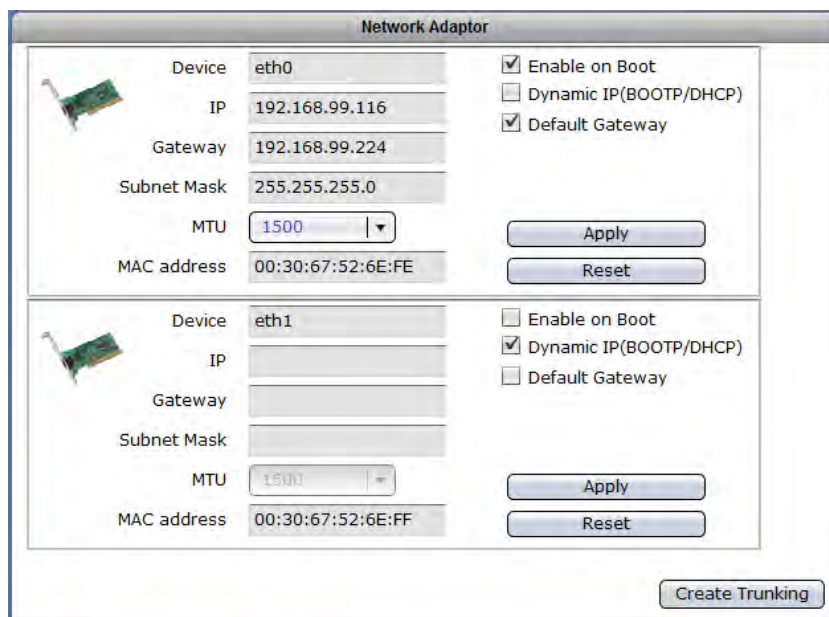 Network Adaptor
Device eth0
Enable on Boot
Dynamic IP(BOOTP/DHCP)
IP 192.168.99.116
Default Gateway
Gateway 192.168.99.224
Subnet Mask 255.255.255.0
MTU 1500
Apply
MAC address 00:30:67:52:6E:FE
Reset
Device eth1
Enable on Boot
Dynamic IP(BOOTP/DHCP)
IP
Default Gateway
Gateway
Subnet Mask
MTU 1500
Apply
MAC address 00:30:67:52:6E:FF
Reset
Create Trunking